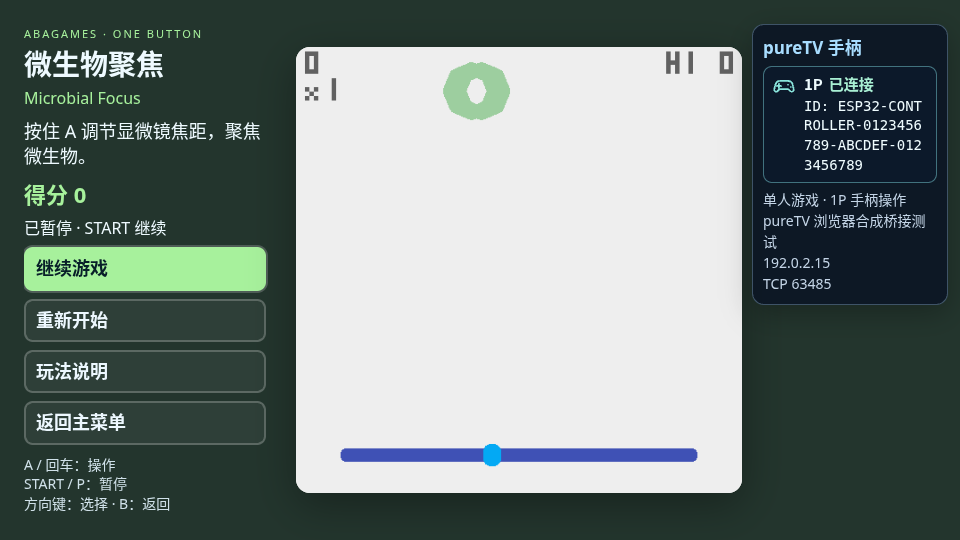 ABAGAMES · ONE BUTTON
微生物聚焦
Microbial Focus
按住 A 调节显微镜焦距，聚焦
微生物。
得分 0
已暂停 · START 继续
继续游戏
重新开始
玩法说明
返回主菜单
A / 回车：操作
START / P：暂停
方向键：选择 · B：返回
0
HI 0
x1
pureTV 手柄
1P 已连接
ID: ESP32-CONT
ROLLER-0123456
789-ABCDEF-012
3456789
单人游戏 · 1P 手柄操作
pureTV 浏览器合成桥接测
试
192.0.2.15
TCP 63485